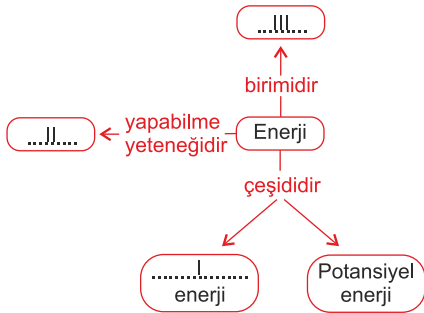 ......III......
birimidir
......II......
yapabilme
yeteneğidir
Enerji
çeşididir
............I............
enerji
Potansiyel
enerji